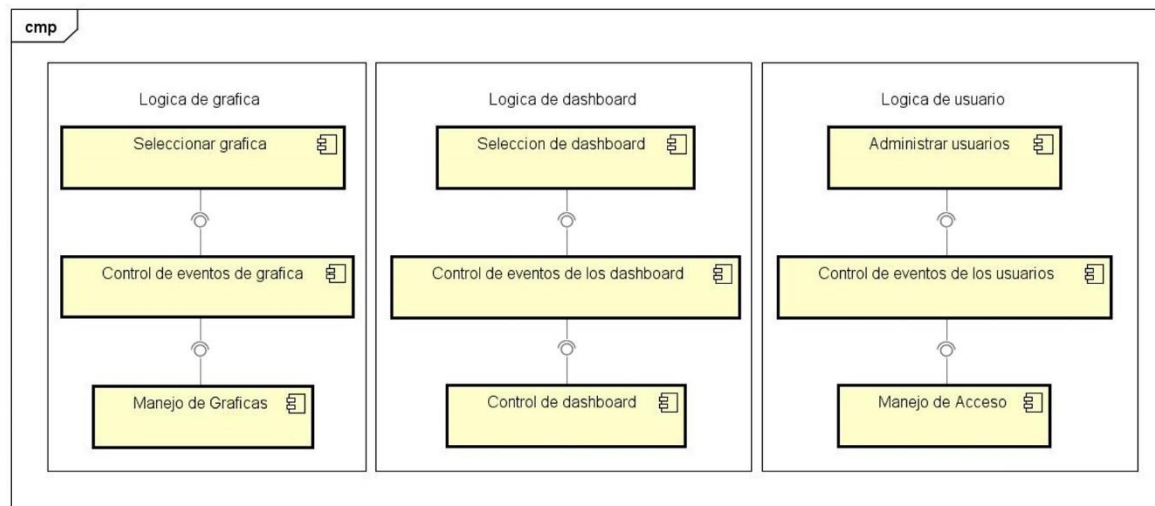 cmp
Logica de grafica
Seleccionar grafica
Control de eventos de grafica
Manejo de Graficas
Logica de dashboard
Seleccion de dashboard
Control de eventos de los dashboard
Control de dashboard
Logica de usuario
Administrar usuarios
Control de eventos de los usuarios
Manejo de Acceso